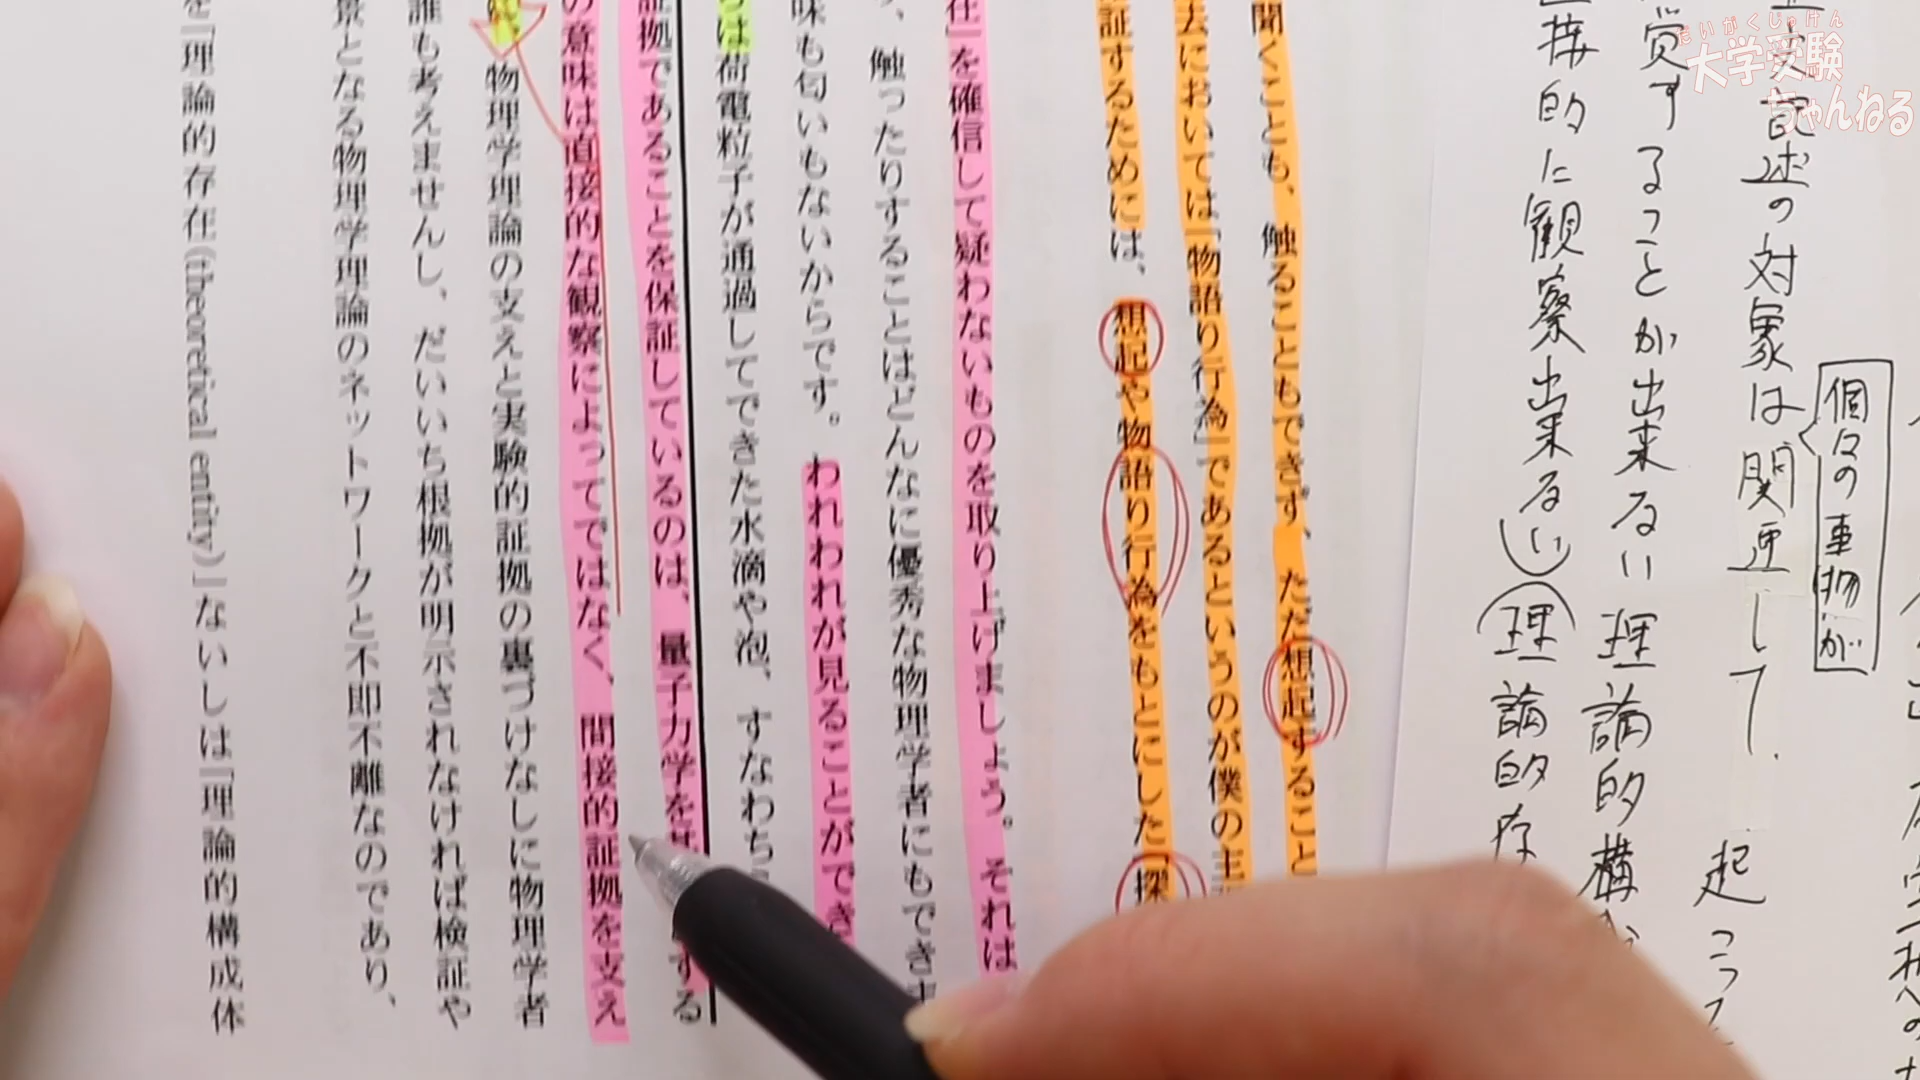 だいがくじゅけん
大学受験
ちゃんねる
記述の対象は関連して
個々の事物が
賞することが出来ない理論的構
接的に観察出来ない理論的存
聞くことも、触ることもできず、ただ想起すること
去においては「物語り行為」であるというのが僕の主
証するためには、想起や物語り行為をもとにした「探
在」を確信して疑わないものを取り上げましょう。それは
、触ったりすることはどんなに優秀な物理学者にもできま
味も匂いもないからです。われわれが見ることができ
は荷電粒子が通過してできた水滴や泡、すなわち
証拠であることを保証しているのは、量子力学を
する
の意味は直接的な観察によってではなく、間接的証拠を支え
物理学理論の支えと実験的証拠の裏づけなしに物理学者
誰も考えませんし、だいいち根拠が明示されなければ検証や
景となる物理学理論のネットワークと不即不離なのであり、
を「理論的存在(theoretical entity)」ないしは「理論的構成体